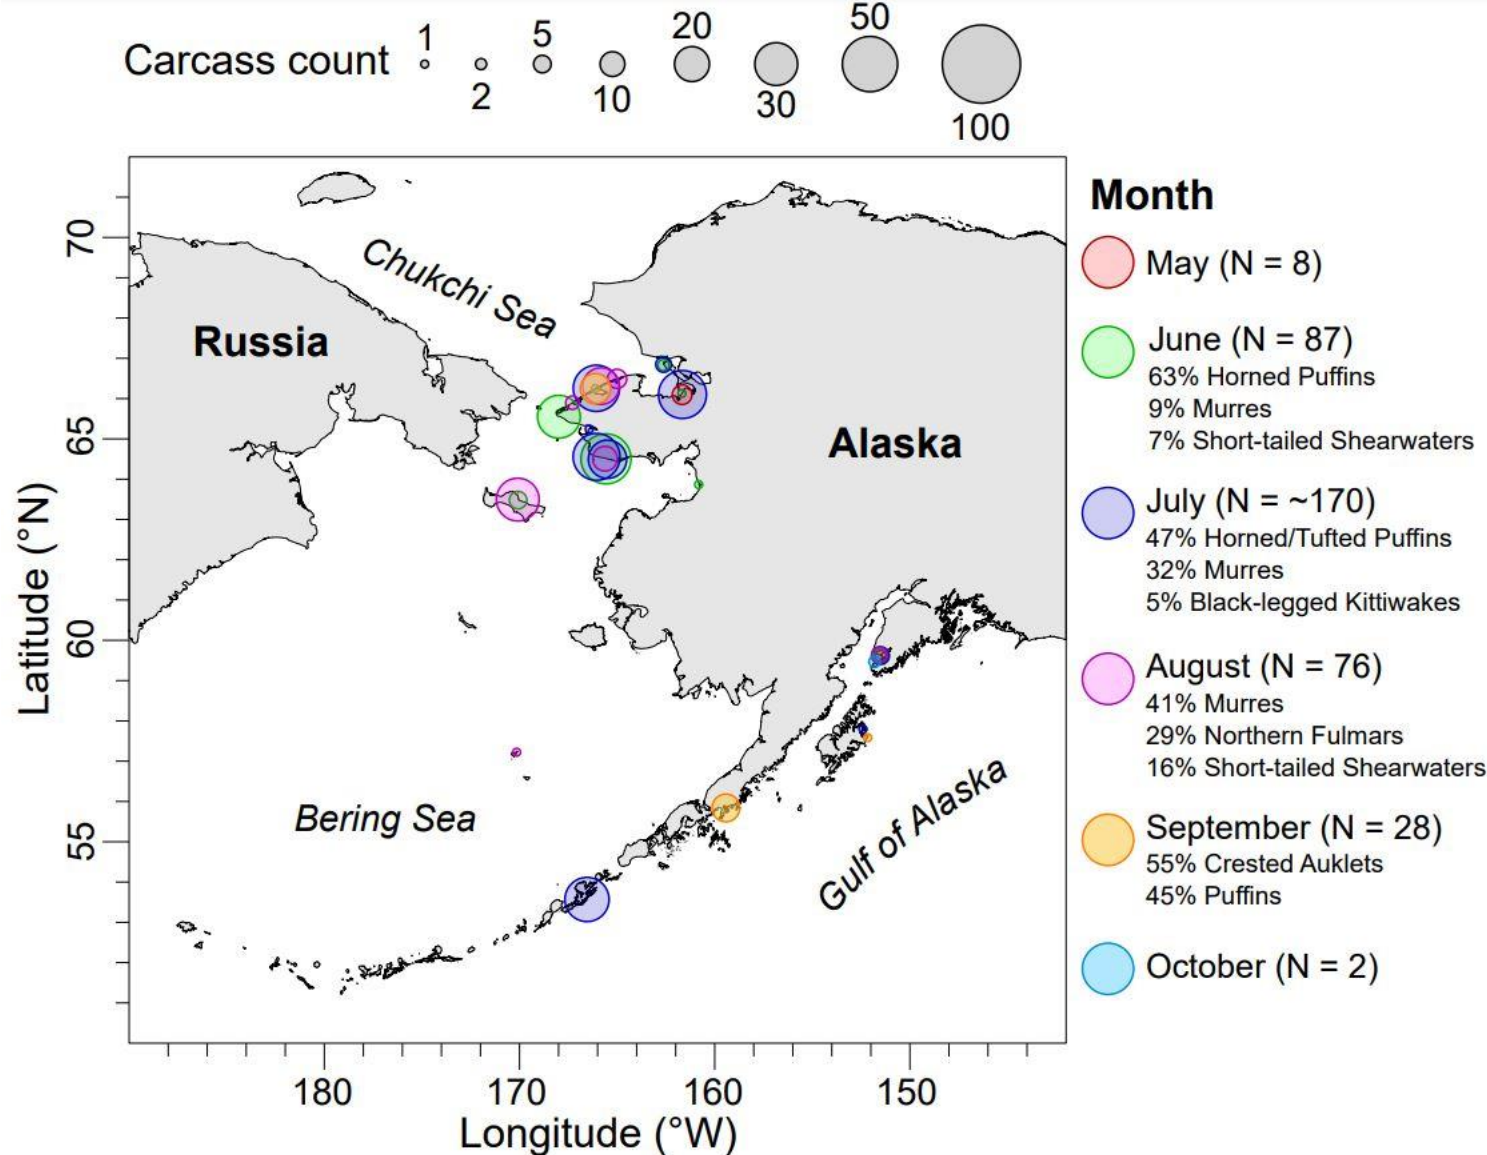 Carcass count
1
2
5
10
20
30
50
100
Month
May (N = 8)
June (N = 87)
63% Horned Puffins
9% Murres
7% Short-tailed Shearwaters
July (N = ~170)
47% Horned/Tufted Puffins
32% Murres
5% Black-legged Kittiwakes
August (N = 76)
41% Murres
29% Northern Fulmars
16% Short-tailed Shearwaters
September (N = 28)
55% Crested Auklets
45% Puffins
October (N = 2)
Chukchi Sea
Russia
Alaska
Bering Sea
Gulf of Alaska
Latitude (°N)
70
65
60
55
180
170
160
150
Longitude (°W)